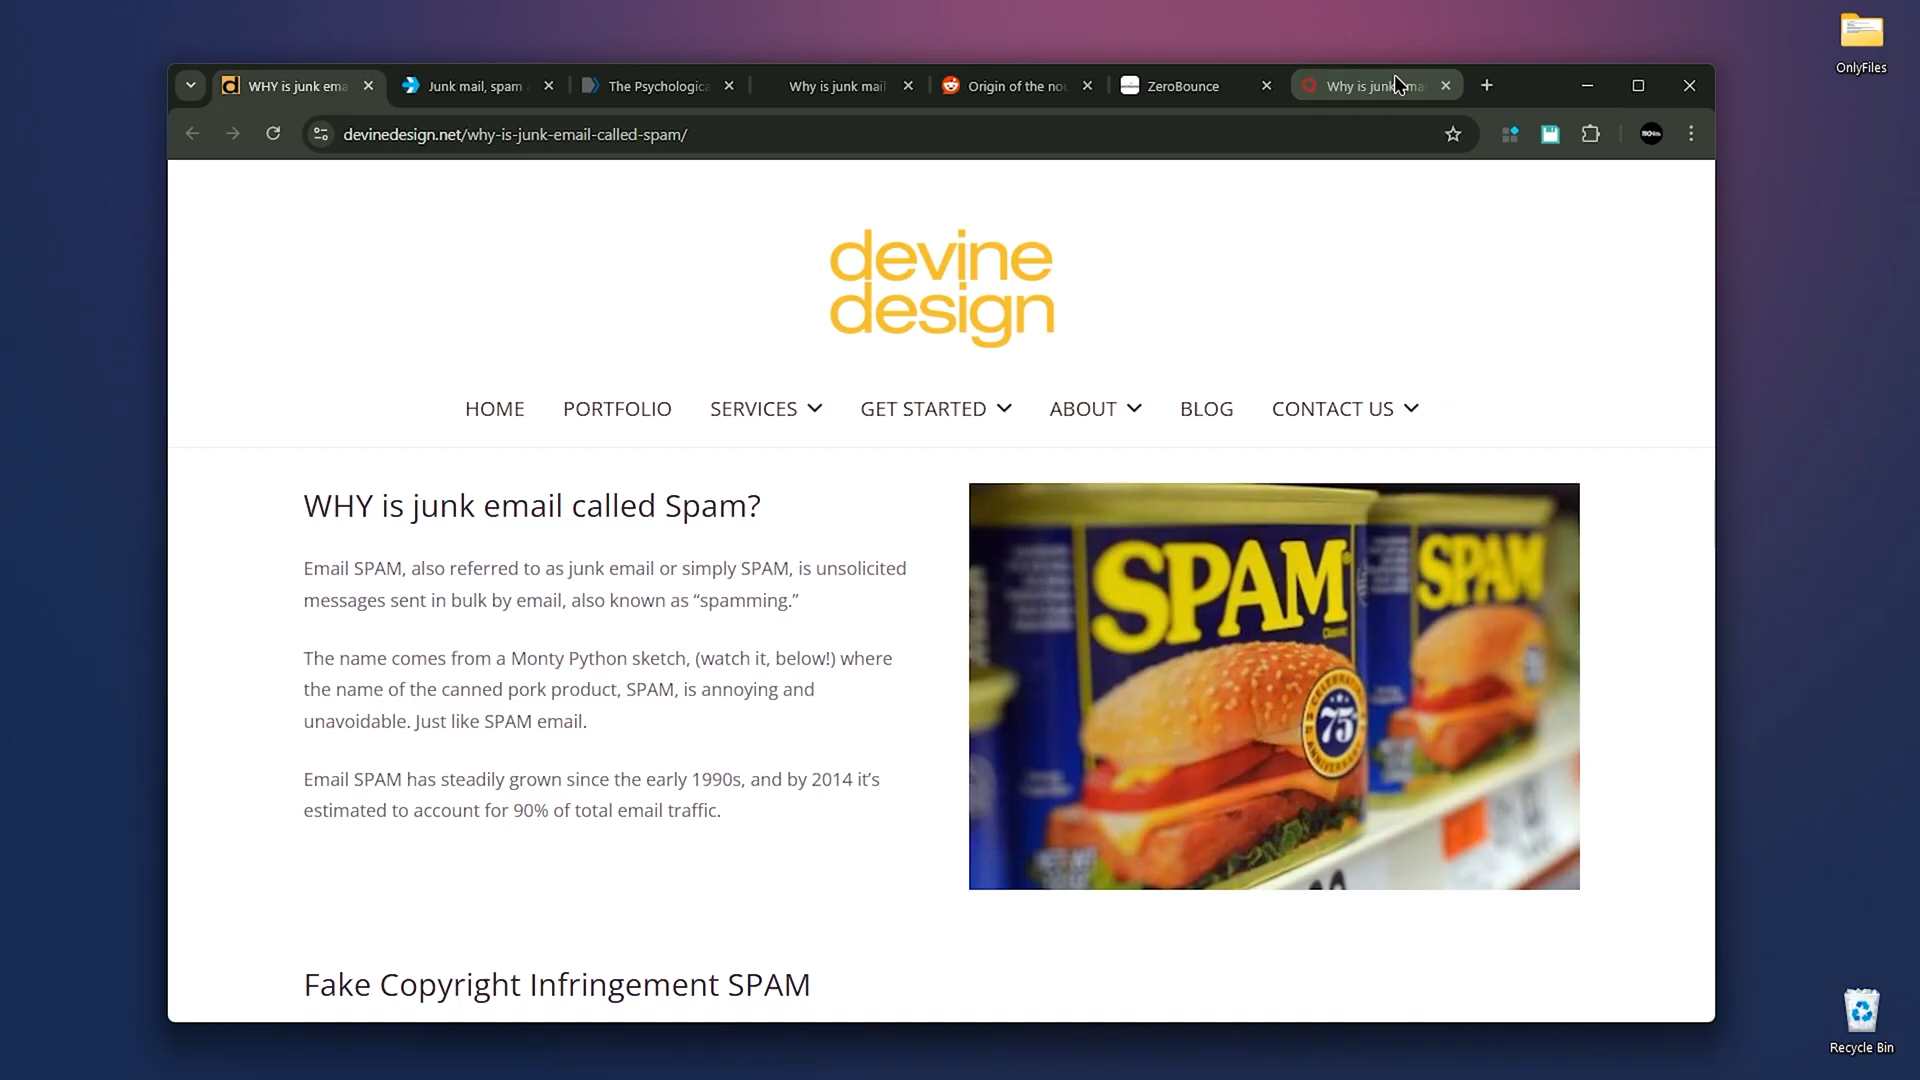 OnlyFiles
WHY is junk ema
Junk mail, spam
The Psychologica
Why is junk mail
Origin of the nou
ZeroBounce
Why is junk
devinedesign.net/why-is-junk-email-called-spam/
devine
design
HOME
PORTFOLIO
SERVICES
GET STARTED
ABOUT
BLOG
CONTACT US
WHY is junk email called Spam?
Email SPAM, also referred to as junk email or simply SPAM, is unsolicited
messages sent in bulk by email, also known as “spamming.”
The name comes from a Monty Python sketch, (watch it, below!) where
the name of the canned pork product, SPAM, is annoying and
unavoidable. Just like SPAM email.
Email SPAM has steadily grown since the early 1990s, and by 2014 it’s
estimated to account for 90% of total email traffic.
SPAM
Classic
CELEBRATING
75th
ANNIVERSARY
SPAM
Fake Copyright Infringement SPAM
Recycle Bin